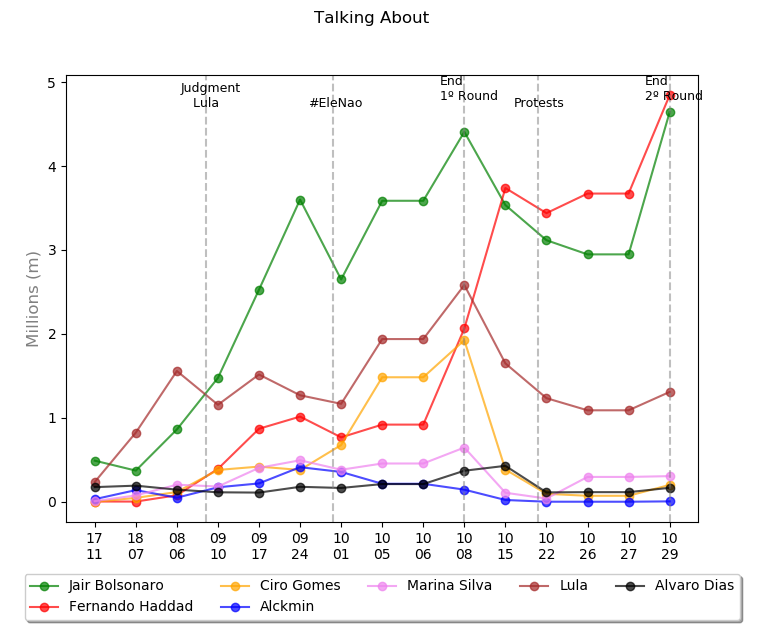 Talking About
Judgment
Lula
#EleNao
End
1º Round
Protests
End
2º Round
Millions (m)
5
4
3
2
1
0
17 18 08 09 09 09 10 10 10 10 10 10 10 10 10
11 07 06 10 17 24 01 05 06 08 15 22 26 27 29
Jair Bolsonaro Ciro Gomes Marina Silva Lula Alvaro Dias
Fernando Haddad Alckmin